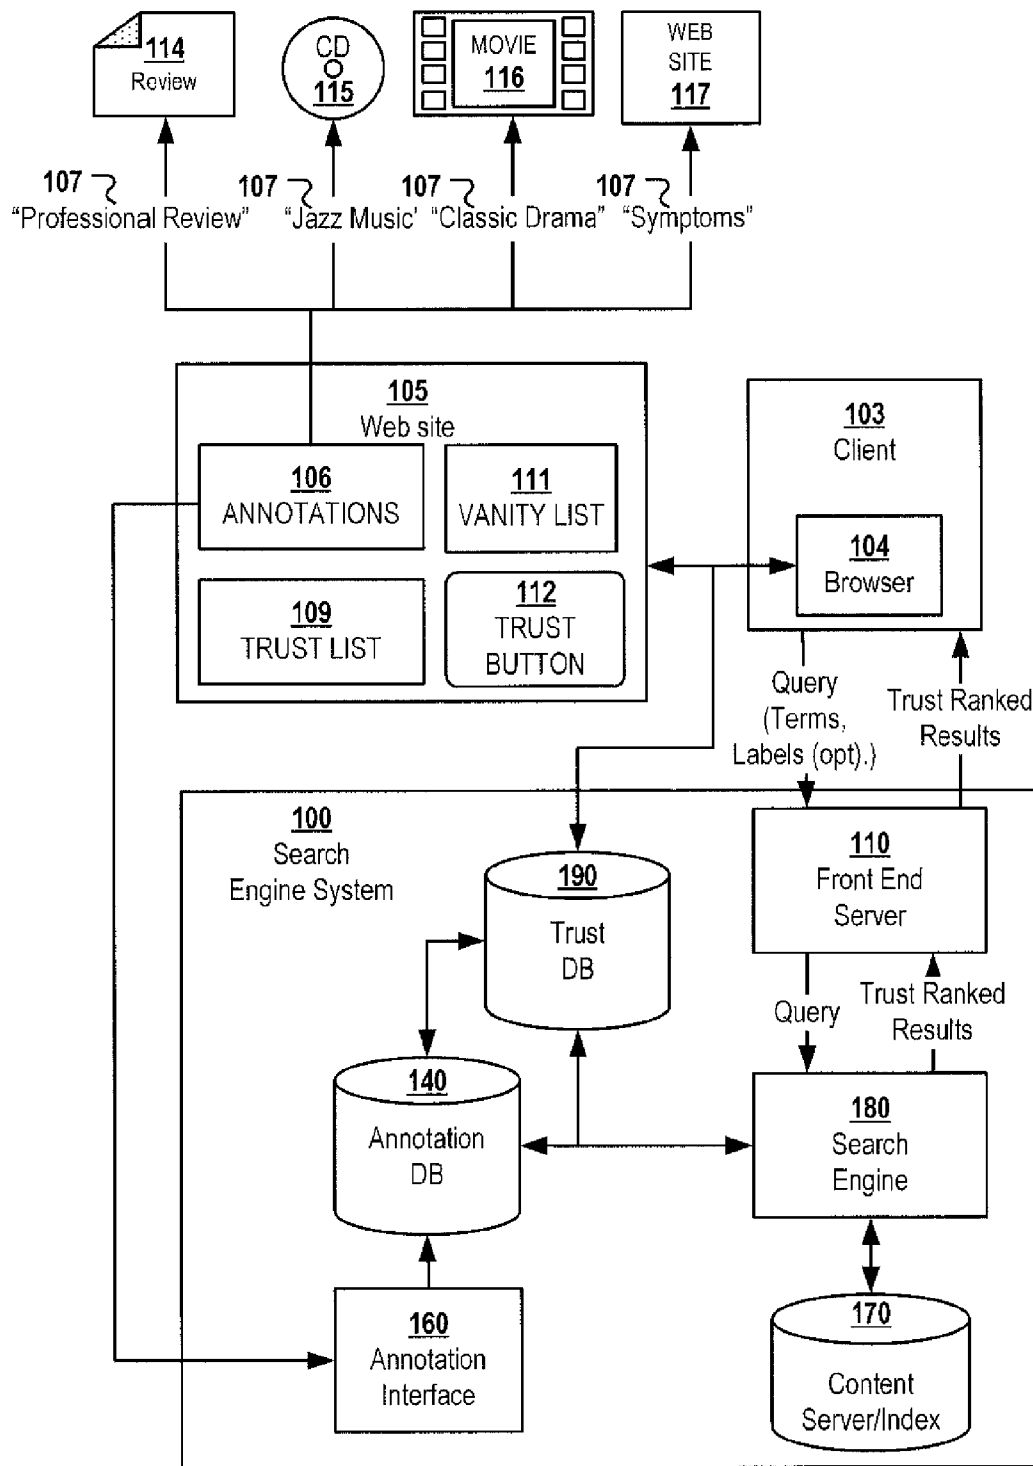 114
Review
CD
115
MOVIE
116
WEB
SITE
117
107
"Professional Review"
107
"Jazz Music'
107
"Classic Drama"
107
"Symptoms"
105
Web site
106
ANNOTATIONS
111
VANITY LIST
109
TRUST LIST
112
TRUST
BUTTON
103
Client
104
Browser
Query
(Terms,
Labels (opt).)
Trust Ranked
Results
100
Search
Engine System
190
Trust
DB
110
Front End
Server
Query
Trust Ranked
Results
140
Annotation
DB
180
Search
Engine
160
Annotation
Interface
170
Content
Server/Index